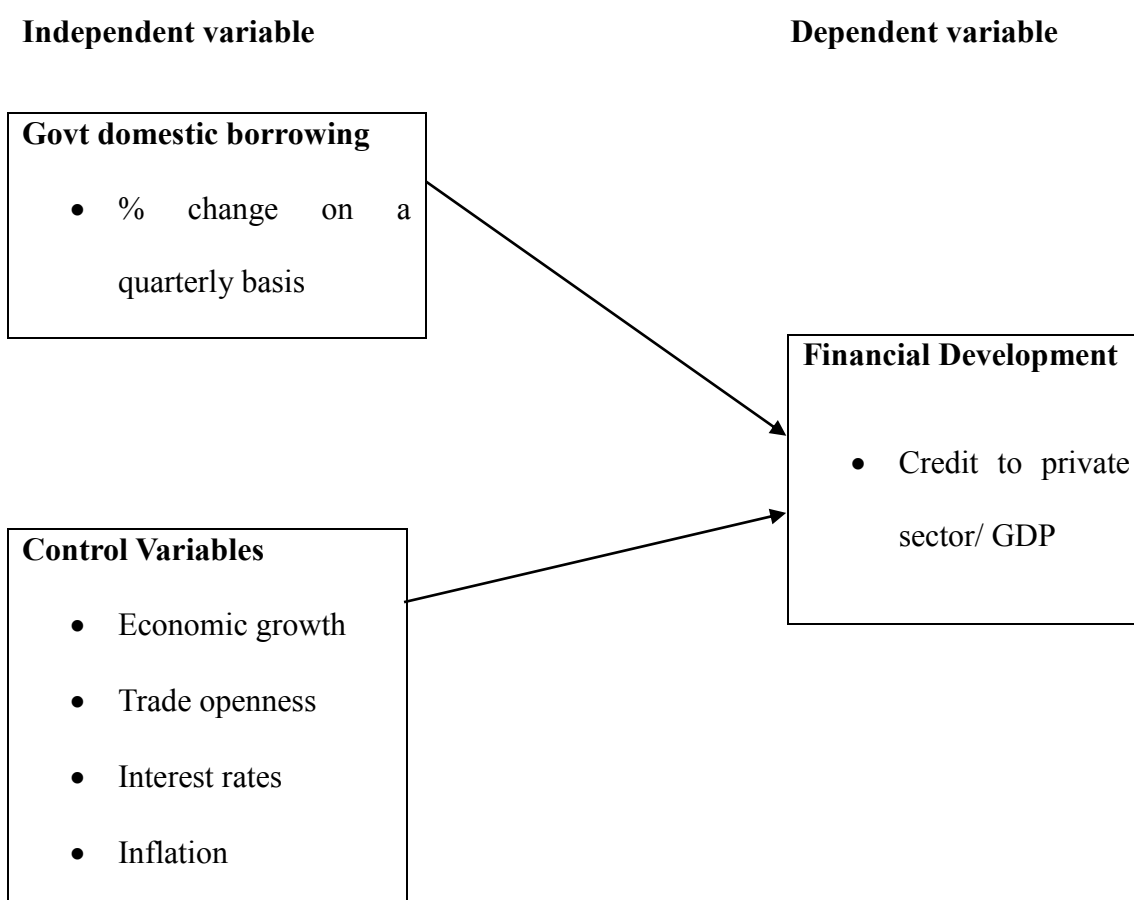 Independent variable
Dependent variable
Govt domestic borrowing
• % change on a
quarterly basis
Financial Development
• Credit to private
sector/ GDP
Control Variables
• Economic growth
• Trade openness
• Interest rates
• Inflation